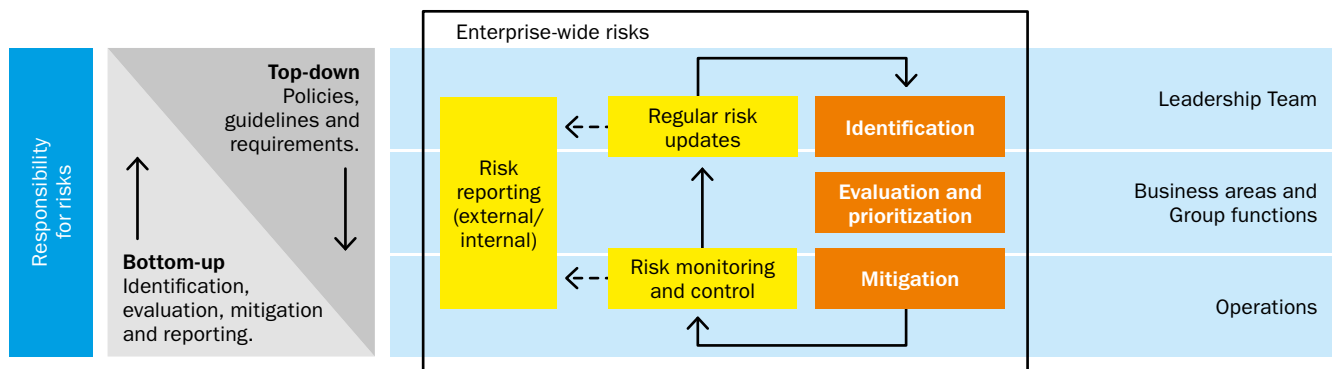 Enterprise-wide risks
Responsibility
for risks
Top-down
Policies,
guidelines and
requirements.
Bottom-up
Identification,
evaluation, mitigation
and reporting.
Risk
reporting
(external/
internal)
Regular risk
updates
Risk monitoring
and control
Identification
Evaluation and
prioritization
Mitigation
Leadership Team
Business areas and
Group functions
Operations